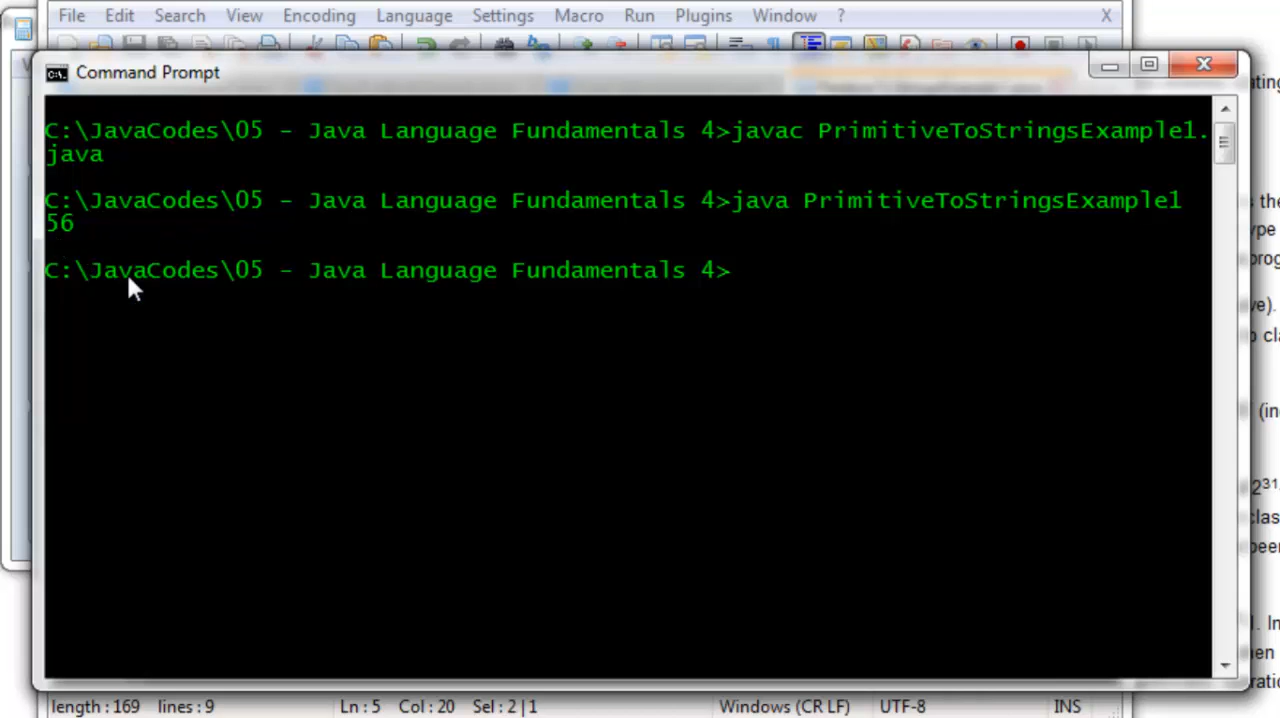 File Edit Search View Encoding Language Settings Macro Run Plugins Window ? X
Command Prompt
C:\JavaCodes\05 - Java Language Fundamentals 4>javac PrimitiveToStringsExample1.
java
C:\JavaCodes\05 - Java Language Fundamentals 4>java PrimitiveToStringsExample1
56
C:\JavaCodes\05 - Java Language Fundamentals 4>
length : 169 lines : 9 Ln : 5 Col : 20 Sel : 2 | 1 Windows (CR LF) UTF-8 INS